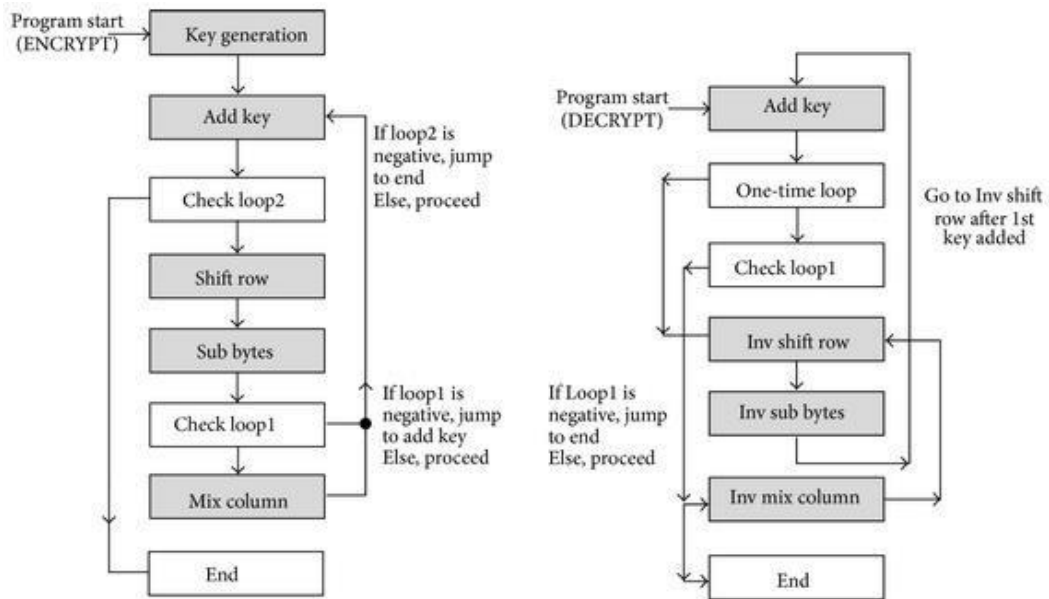 Program start
(ENCRYPT)
Key generation
Add key
If loop2 is
negative, jump
to end
Else, proceed
Check loop2
Shift row
Sub bytes
If loop1 is
negative, jump
to add key
Else, proceed
Check loop1
Mix column
End
Program start
(DECRYPT)
Add key
One-time loop
Go to Inv shift
row after 1st
key added
Check loop1
Inv shift row
If Loop1 is
negative, jump
to end
Else, proceed
Inv sub bytes
Inv mix column
End